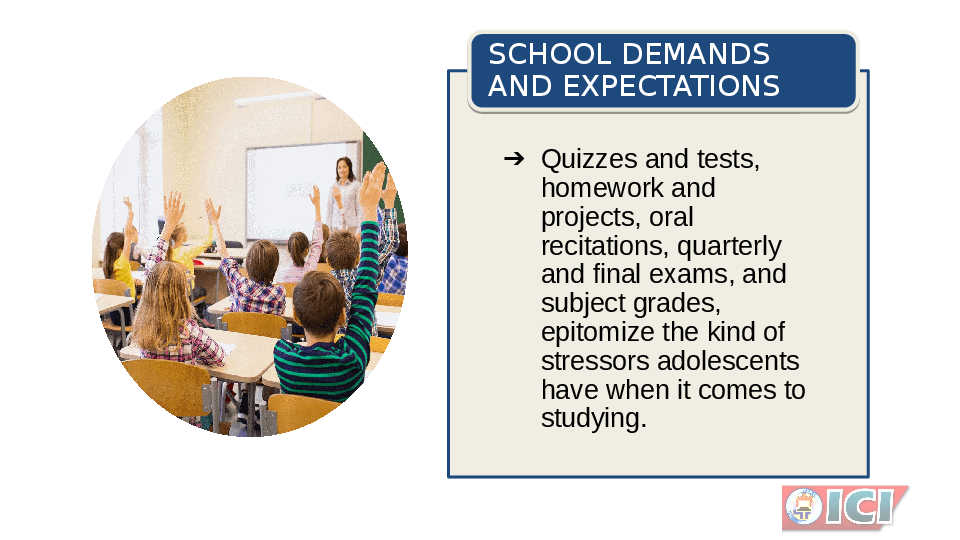 SCHOOL DEMANDS
AND EXPECTATIONS
➔ Quizzes and tests,
homework and
projects, oral
recitations, quarterly
and final exams, and
subject grades,
epitomize the kind of
stressors adolescents
have when it comes to
studying.
ICI